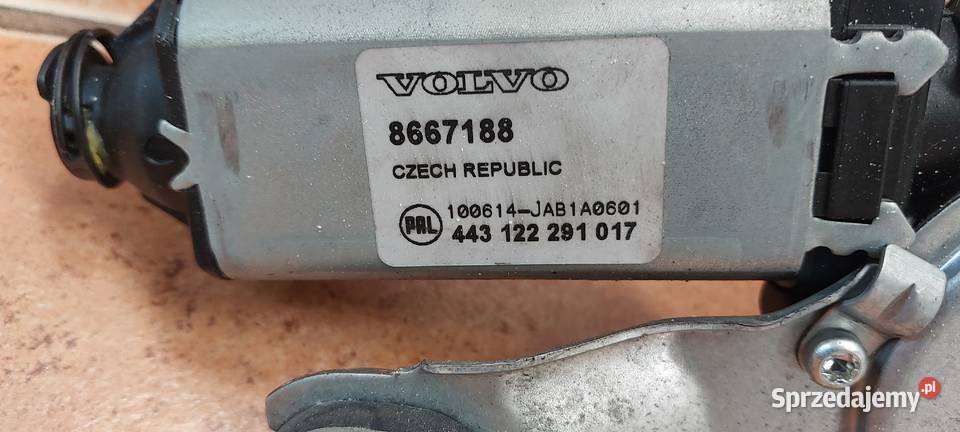 VOLVO
8667188
CZECH REPUBLIC
PAL 100614-JAB1A0601
443 122 291 017
Sprzedajemy.pl